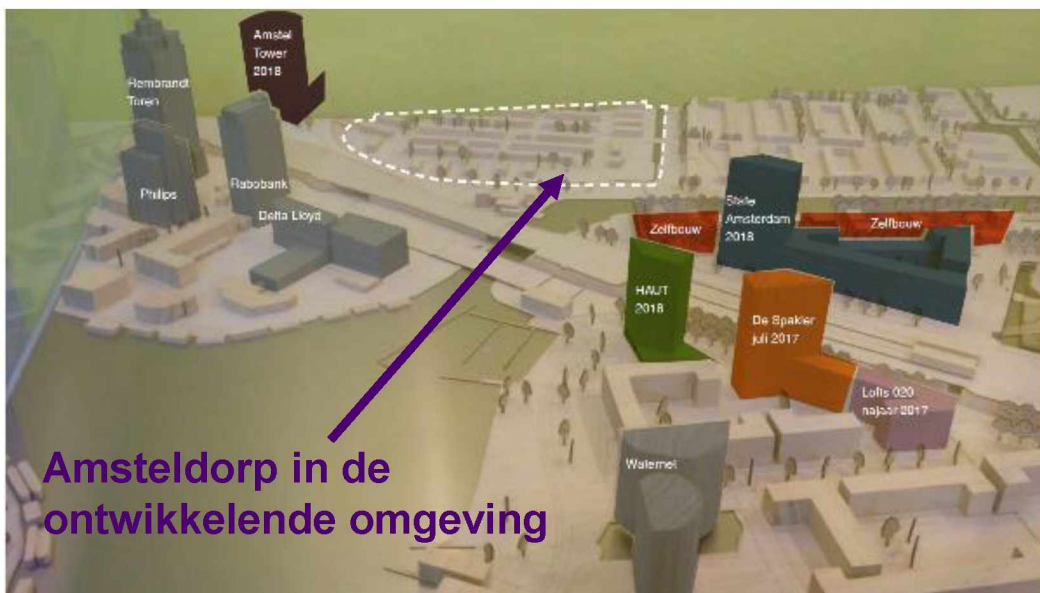 Amstel
Tower
2018
Rembrandt
Toren
Philips
Rabobank
Delta Lloyd
Zelfbouw
State
Amsterdam
2018
Zelfbouw
HAUT
2018
De Spakler
juli 2017
Lofts 020
najaar 2017
Waternet
Amsteldorp in de
ontwikkelende omgeving